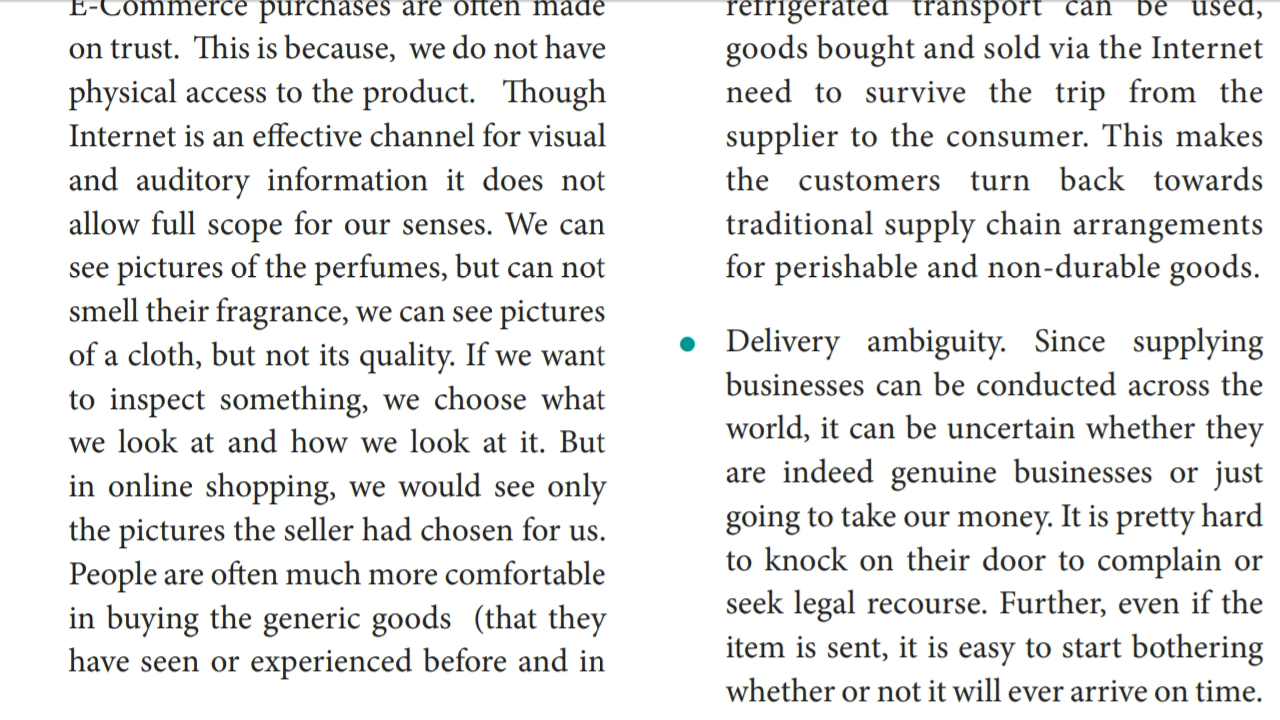 E-Commerce purchases are often made
on trust. This is because, we do not have
physical access to the product. Though
Internet is an effective channel for visual
and auditory information it does not
allow full scope for our senses. We can
see pictures of the perfumes, but can not
smell their fragrance, we can see pictures
of a cloth, but not its quality. If we want
to inspect something, we choose what
we look at and how we look at it. But
in online shopping, we would see only
the pictures the seller had chosen for us.
People are often much more comfortable
in buying the generic goods (that they
have seen or experienced before and in
refrigerated transport can be used,
goods bought and sold via the Internet
need to survive the trip from the
supplier to the consumer. This makes
the customers turn back towards
traditional supply chain arrangements
for perishable and non-durable goods.
● Delivery ambiguity. Since supplying
businesses can be conducted across the
world, it can be uncertain whether they
are indeed genuine businesses or just
going to take our money. It is pretty hard
to knock on their door to complain or
seek legal recourse. Further, even if the
item is sent, it is easy to start bothering
whether or not it will ever arrive on time.